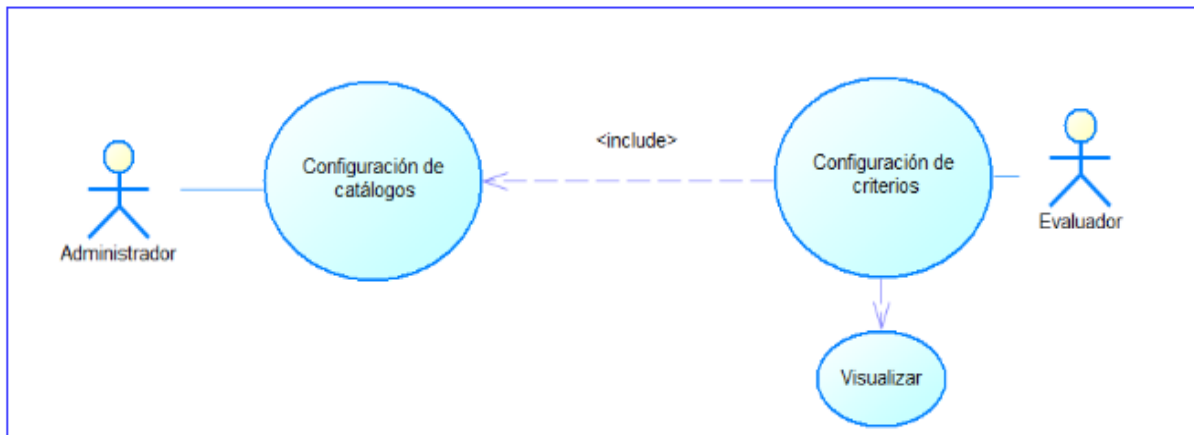 <include>
Configuración de
catálogos
Configuración de
criterios
Administrador
Evaluador
Visualizar